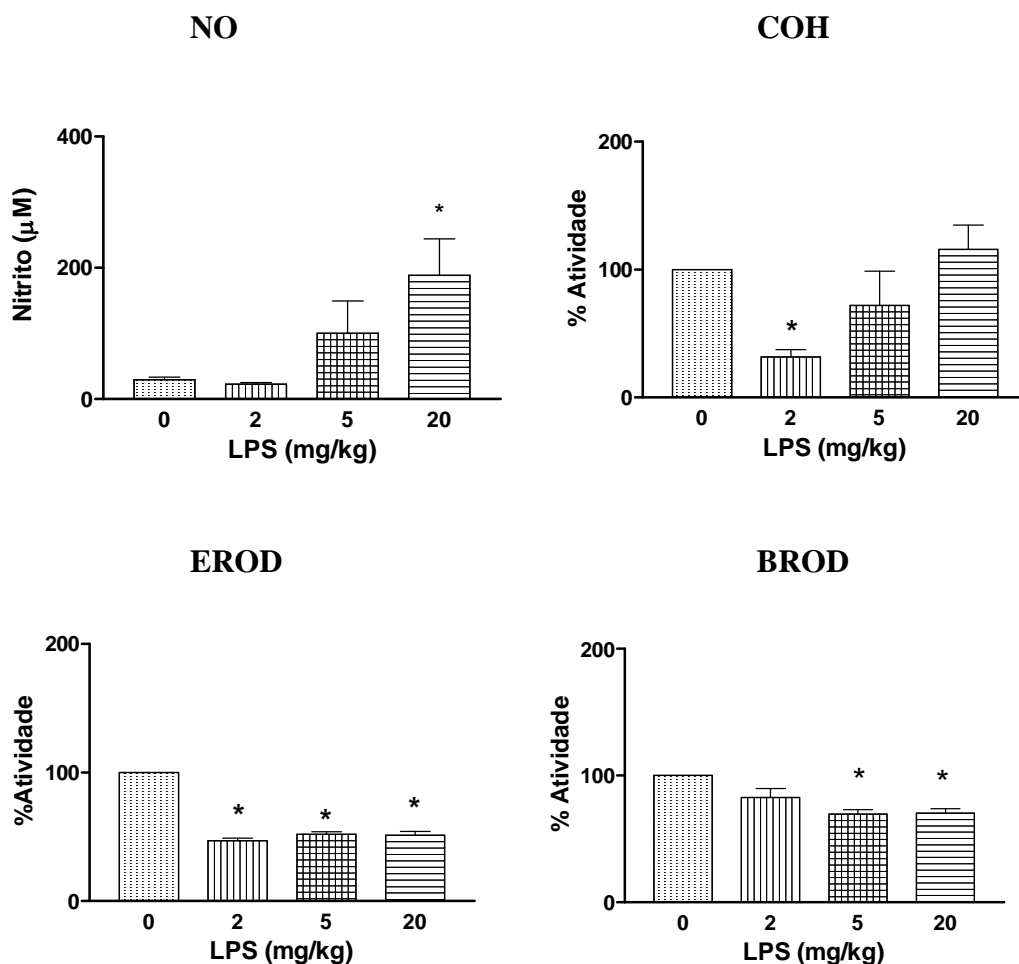 NO
Nitrito (μM)
400
200
0
*
0 2 5 20
LPS (mg/kg)
COH
% Atividade
200
100
0
*
0 2 5 20
LPS (mg/kg)
EROD
%Atividade
200
100
0
* * *
0 2 5 20
LPS (mg/kg)
BROD
% Atividade
200
100
0
* *
0 2 5 20
LPS (mg/kg)